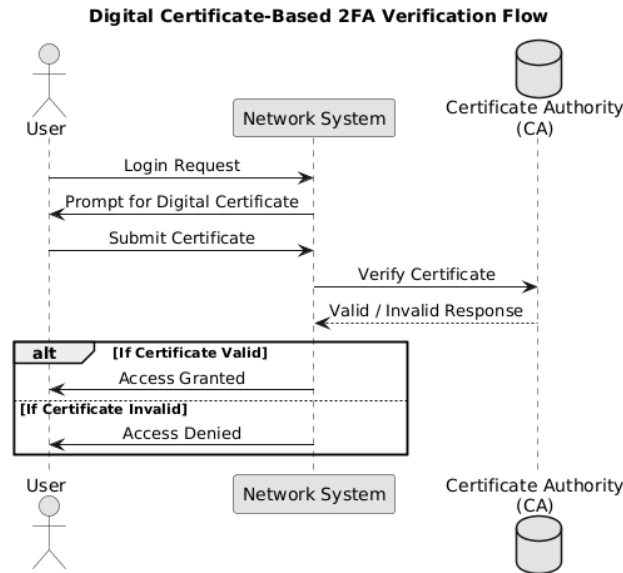 Digital Certificate-Based 2FA Verification Flow
User
Network System
Certificate Authority
(CA)
Login Request
Prompt for Digital Certificate
Submit Certificate
Verify Certificate
Valid / Invalid Response
alt [If Certificate Valid]
Access Granted
[If Certificate Invalid]
Access Denied
User
Network System
Certificate Authority
(CA)